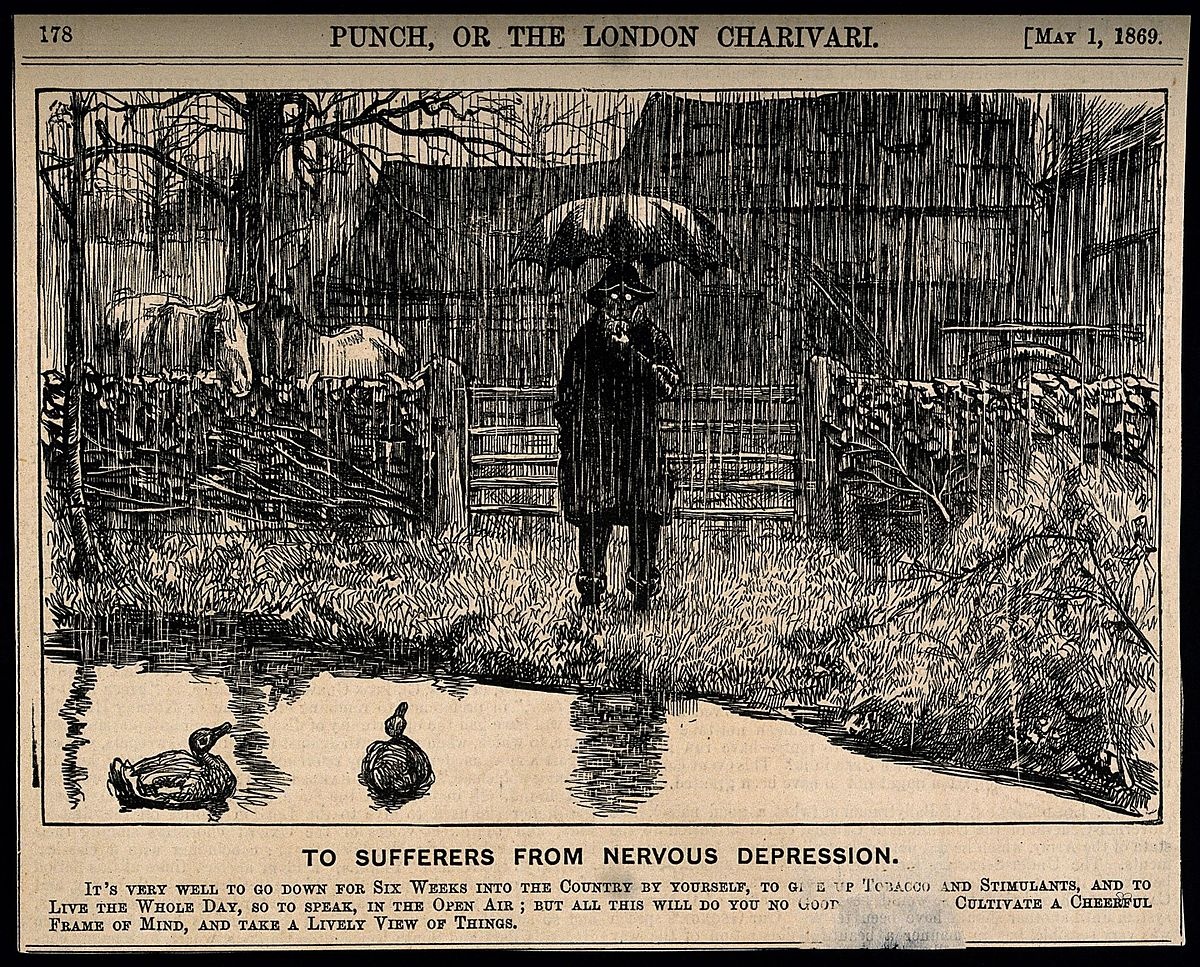 178 PUNCH, OR THE LONDON CHARIVARI. [MAY 1, 1869.
TO SUFFERERS FROM NERVOUS DEPRESSION.
IT'S VERY WELL TO GO DOWN FOR SIX WEEKS INTO THE COUNTRY BY YOURSELF, TO GIVE UP TOBACCO AND STIMULANTS, AND TO
LIVE THE WHOLE DAY, SO TO SPEAK, IN THE OPEN AIR; BUT ALL THIS WILL DO YOU NO GOOD CULTIVATE A CHEERFUL
FRAME OF MIND, AND TAKE A LIVELY VIEW OF THINGS.